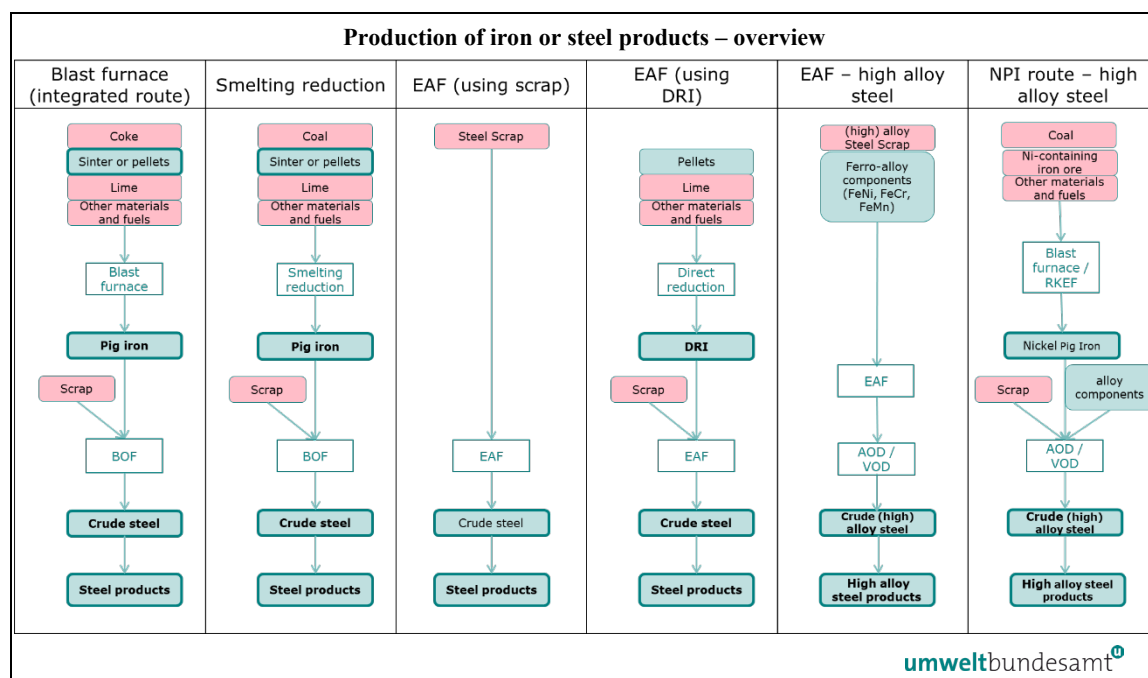 Production of iron or steel products – overview
Blast furnace
(integrated route)
Coke
Sinter or pellets
Lime
Other materials
and fuels
Blast
furnace
Pig iron
Scrap
BOF
Crude steel
Steel products
Smelting reduction
Coal
Sinter or pellets
Lime
Other materials
and fuels
Smelting
reduction
Pig iron
Scrap
BOF
Crude steel
Steel products
EAF (using scrap)
Steel Scrap
EAF
Crude steel
Steel products
EAF (using
DRI)
Pellets
Lime
Other materials
and fuels
Direct
reduction
DRI
Scrap
EAF
Crude steel
Steel products
EAF – high alloy
steel
(high) alloy
Steel Scrap
Ferro-alloy
components
(FeNi, FeCr,
FeMn)
EAF
AOD /
VOD
Crude (high)
alloy steel
High alloy
steel products
NPI route – high
alloy steel
Coal
Ni-containing
iron ore
Other materials
and fuels
Blast
furnace /
RKEF
Nickel Pig Iron
Scrap
alloy
components
AOD /
VOD
Crude (high)
alloy steel
High alloy steel
products
umweltbundesamt